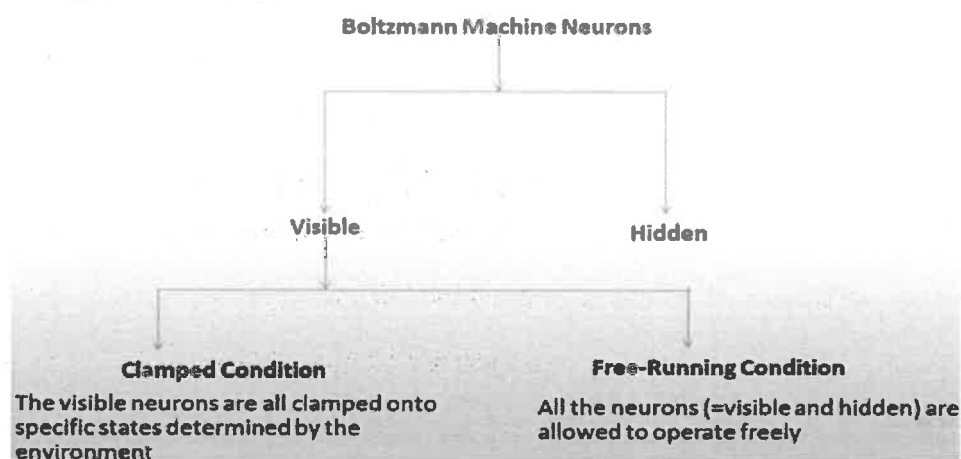 Boltzmann Machine Neurons
Visible
Hidden
Clamped Condition
The visible neurons are all clamped onto
specific states determined by the
environment
Free-Running Condition
All the neurons (=visible and hidden) are
allowed to operate freely